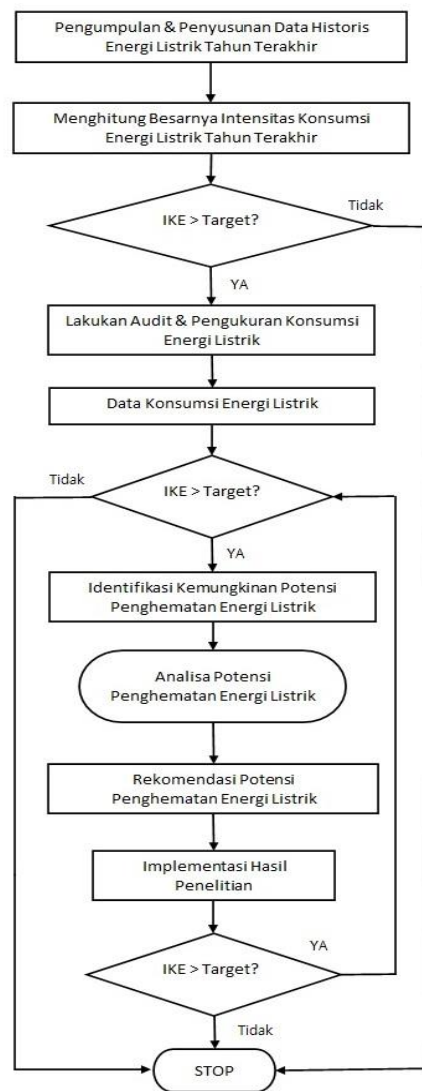 Pengumpulan & Penyusunan Data Historis
Energi Listrik Tahun Terakhir
Menghitung Besarnya Intensitas Konsumsi
Energi Listrik Tahun Terakhir
IKE > Target?
Tidak
YA
Lakukan Audit & Pengukuran Konsumsi
Energi Listrik
Data Konsumsi Energi Listrik
Tidak
IKE > Target?
YA
Identifikasi Kemungkinan Potensi
Penghematan Energi Listrik
Analisa Potensi
Penghematan Energi Listrik
Rekomendasi Potensi
Penghematan Energi Listrik
Implementasi Hasil
Penelitian
YA
IKE > Target?
Tidak
STOP